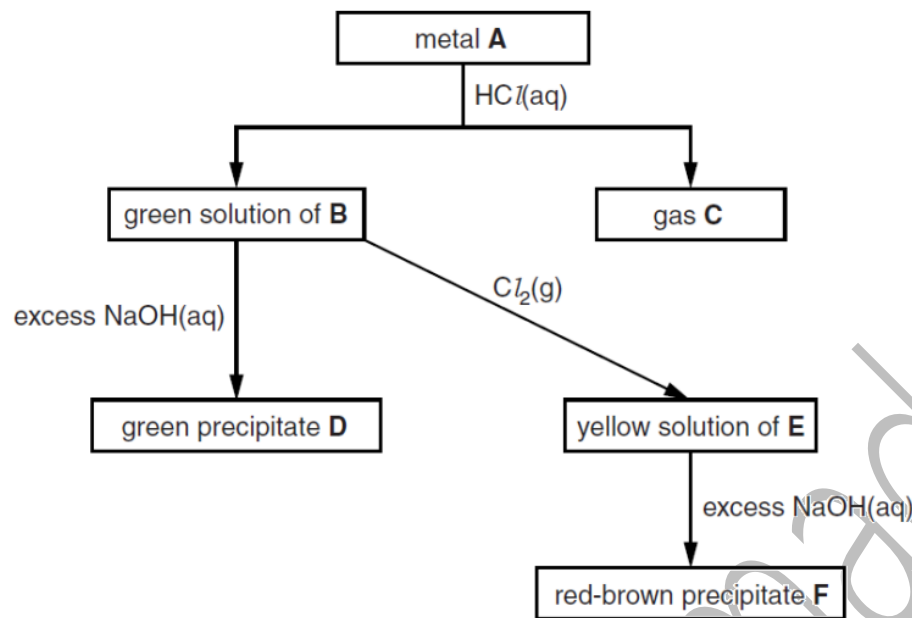 metal A
HCl(aq)
green solution of B
gas C
Cl₂(g)
excess NaOH(aq)
green precipitate D
yellow solution of E
excess NaOH(aq)
red-brown precipitate F